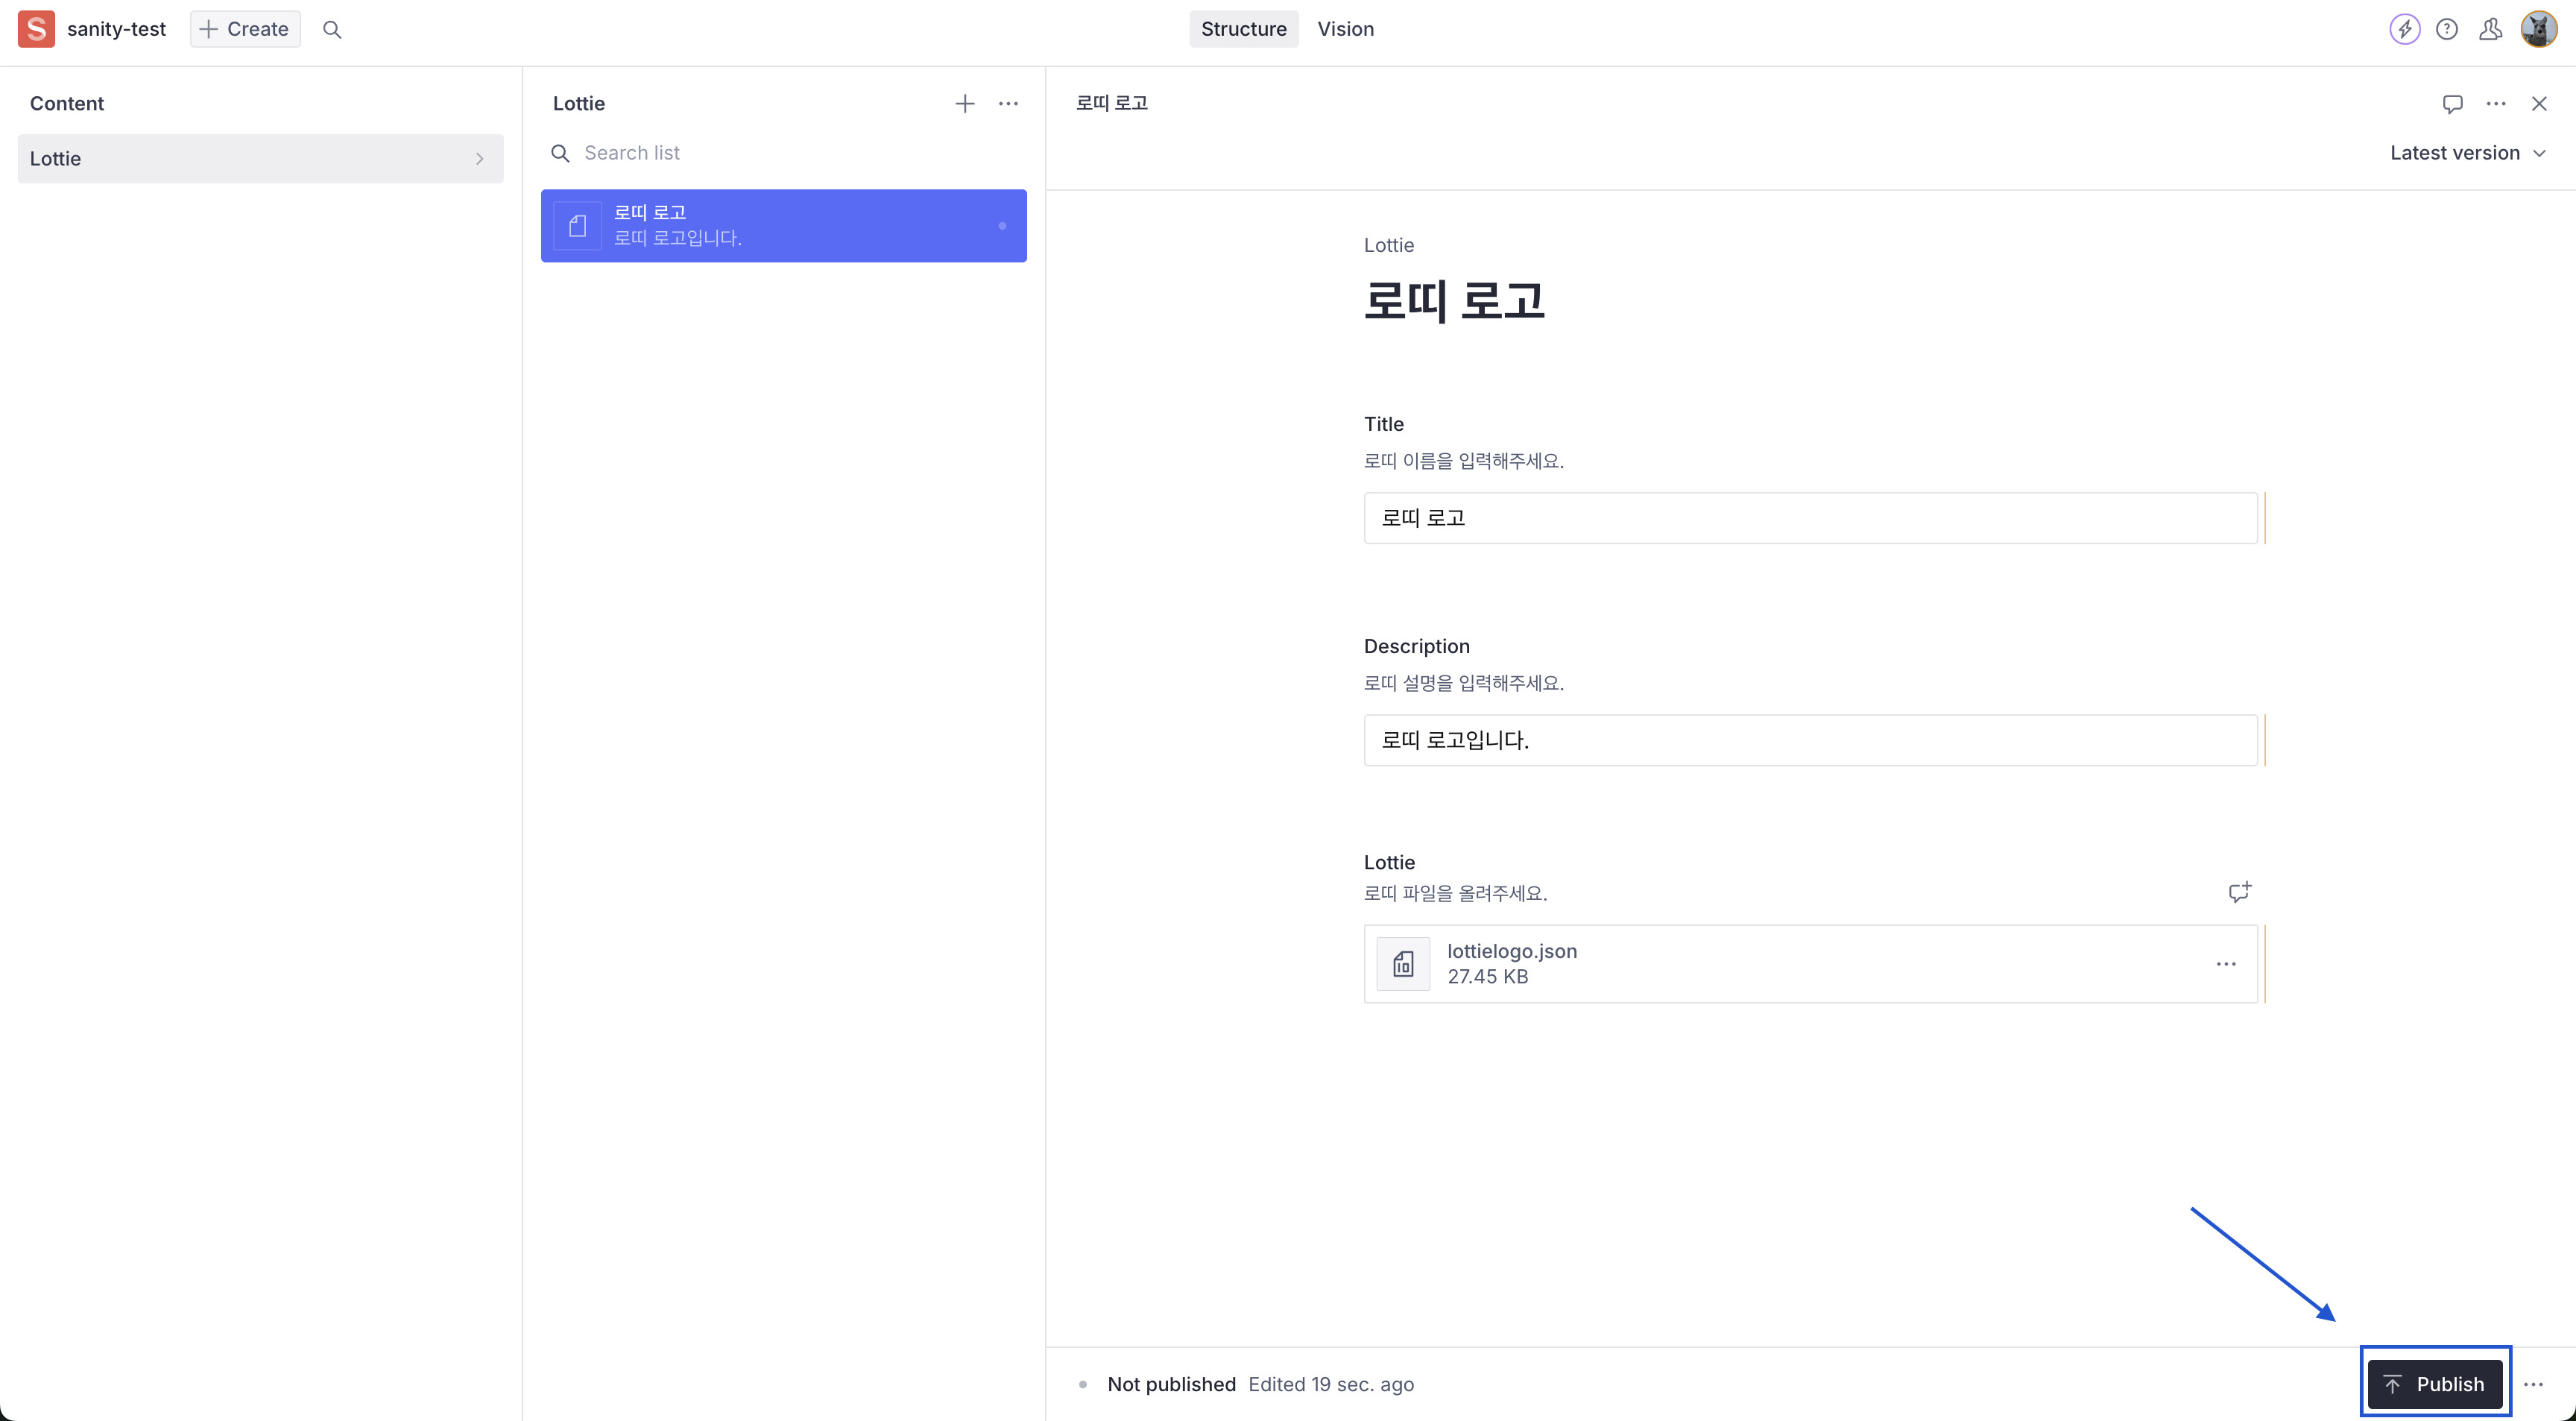 S sanity-test Create Structure Vision
Content
Lottie
Lottie
Search list
로띠 로고
로띠 로고입니다.
로띠 로고
Latest version
Lottie
로띠 로고
Title
로띠 이름을 입력해주세요.
로띠 로고
Description
로띠 설명을 입력해주세요.
로띠 로고입니다.
Lottie
로띠 파일을 올려주세요.
lottielogo.json
27.45 KB
Not published Edited 19 sec. ago
Publish